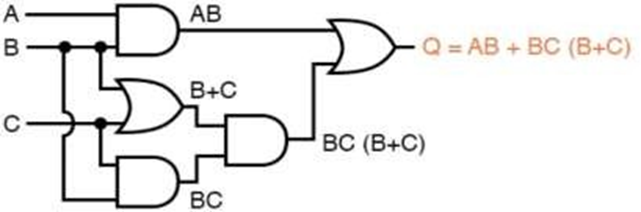 A
AB
B
Q = AB + BC (B+C)
B+C
C
BC (B+C)
BC